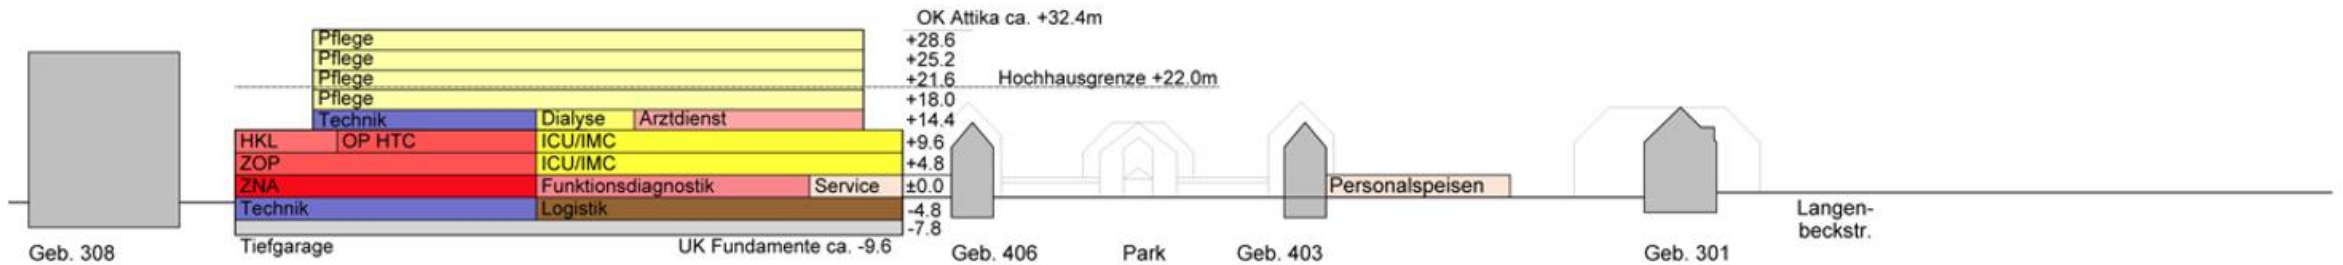 OK Attika ca. +32.4m
Pflege +28.6
Pflege +25.2
Pflege +21.6 Hochhausgrenze +22.0m
Pflege +18.0
Technik Dialyse Arztdienst +14.4
HKL OP HTC ICU/IMC +9.6
ZOP ICU/IMC +4.8
ZNA Funktionsdiagnostik Service ±0.0 Personalspeisen
Technik Logistik -4.8
-7.8
Tiefgarage UK Fundamente ca. -9.6
Geb. 308
Geb. 406
Park
Geb. 403
Geb. 301
Langen-
beckstr.